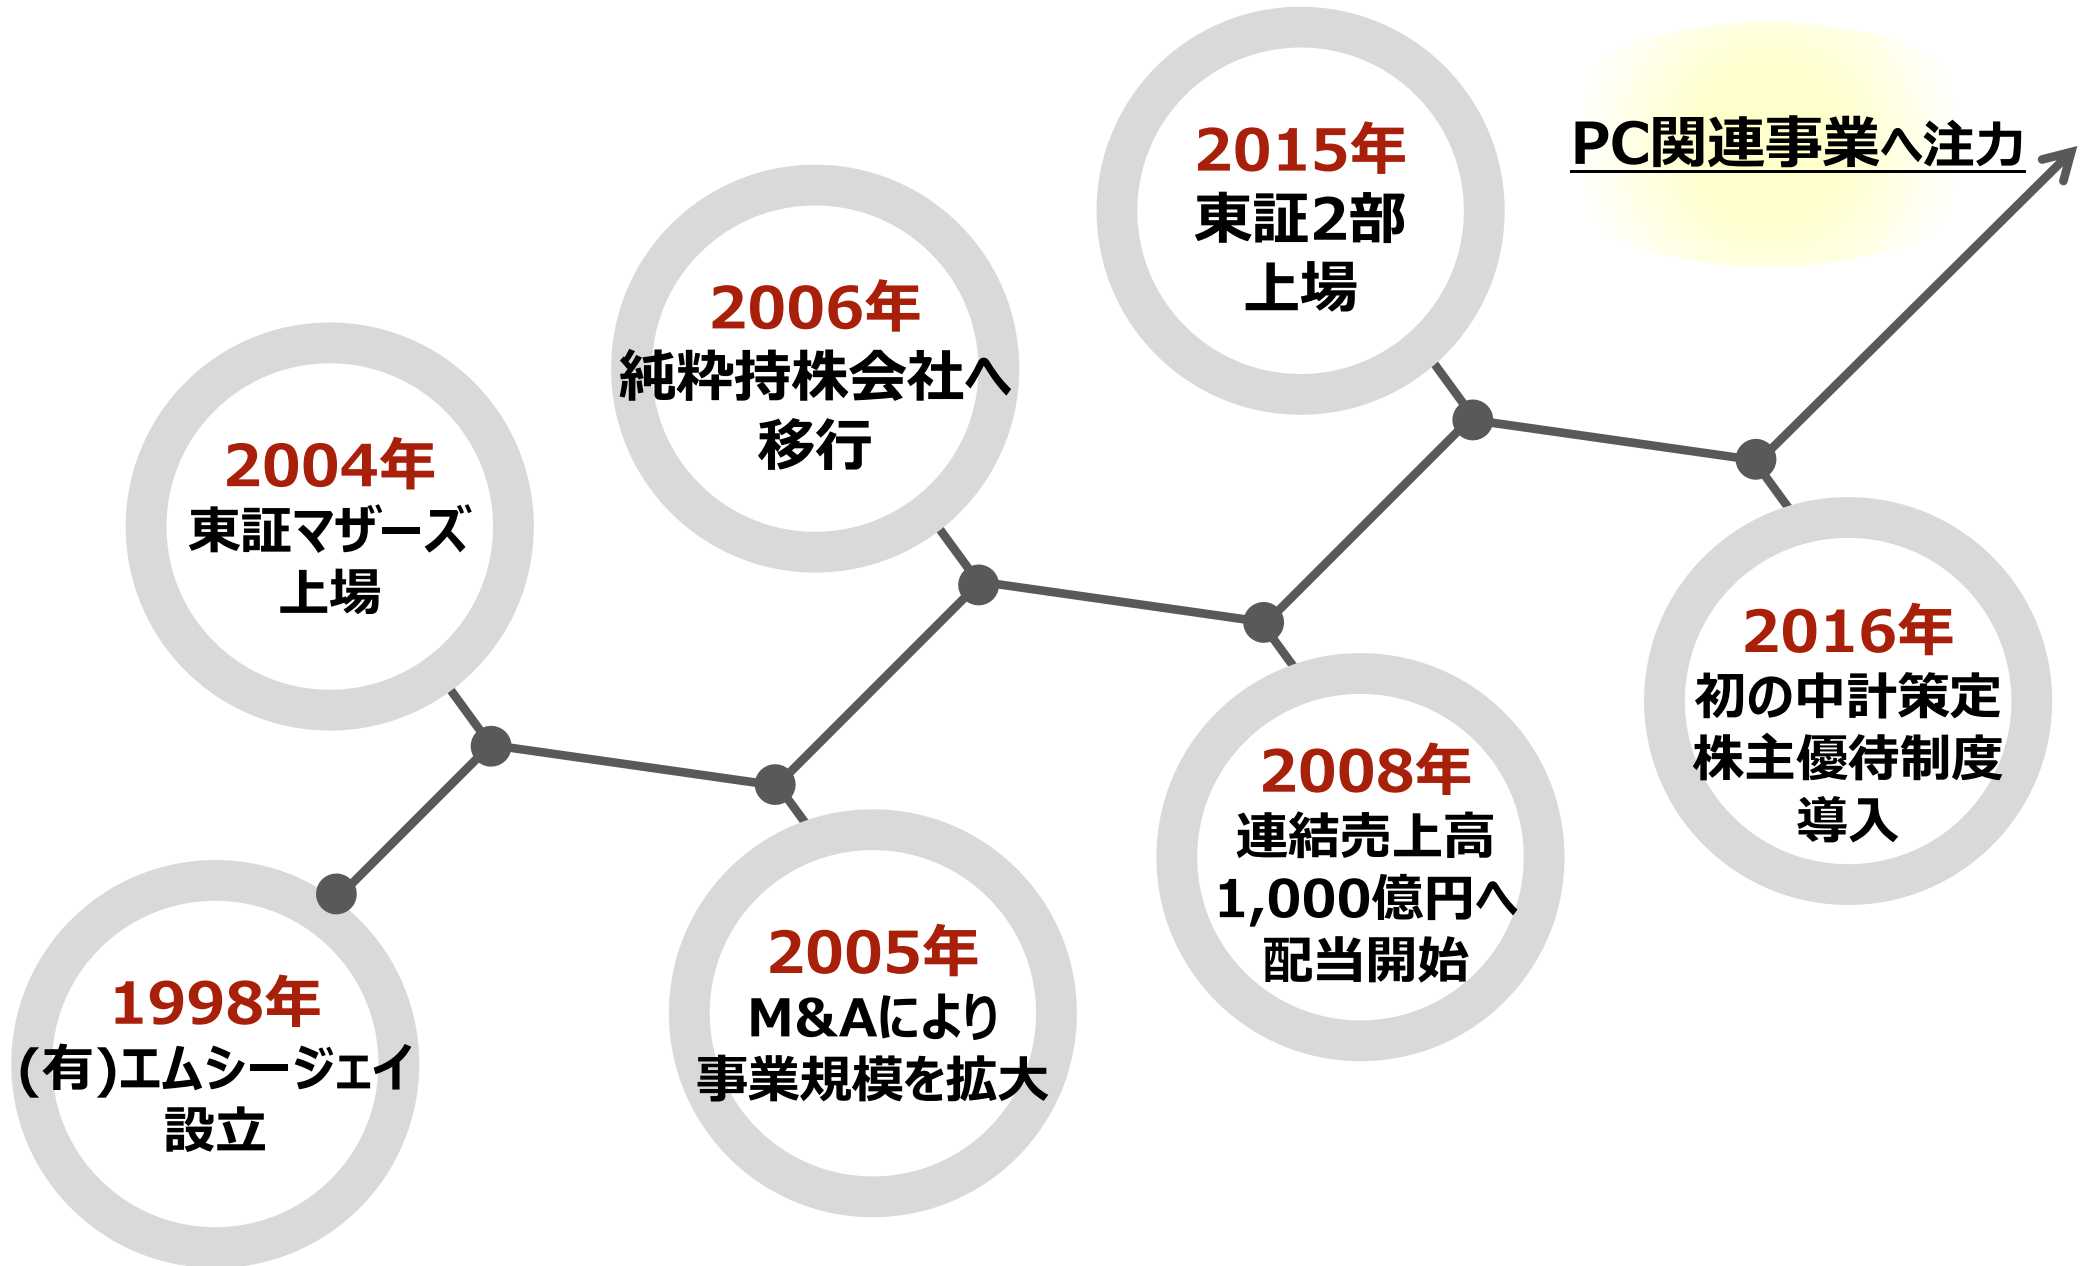 1998年
(有)エムシージェイ
設立
2004年
東証マザーズ
上場
2005年
M&Aにより
事業規模を拡大
2006年
純粋持株会社へ
移行
2008年
連結売上高
1,000億円へ
配当開始
2015年
東証2部
上場
2016年
初の中計策定
株主優待制度
導入
PC関連事業へ注力